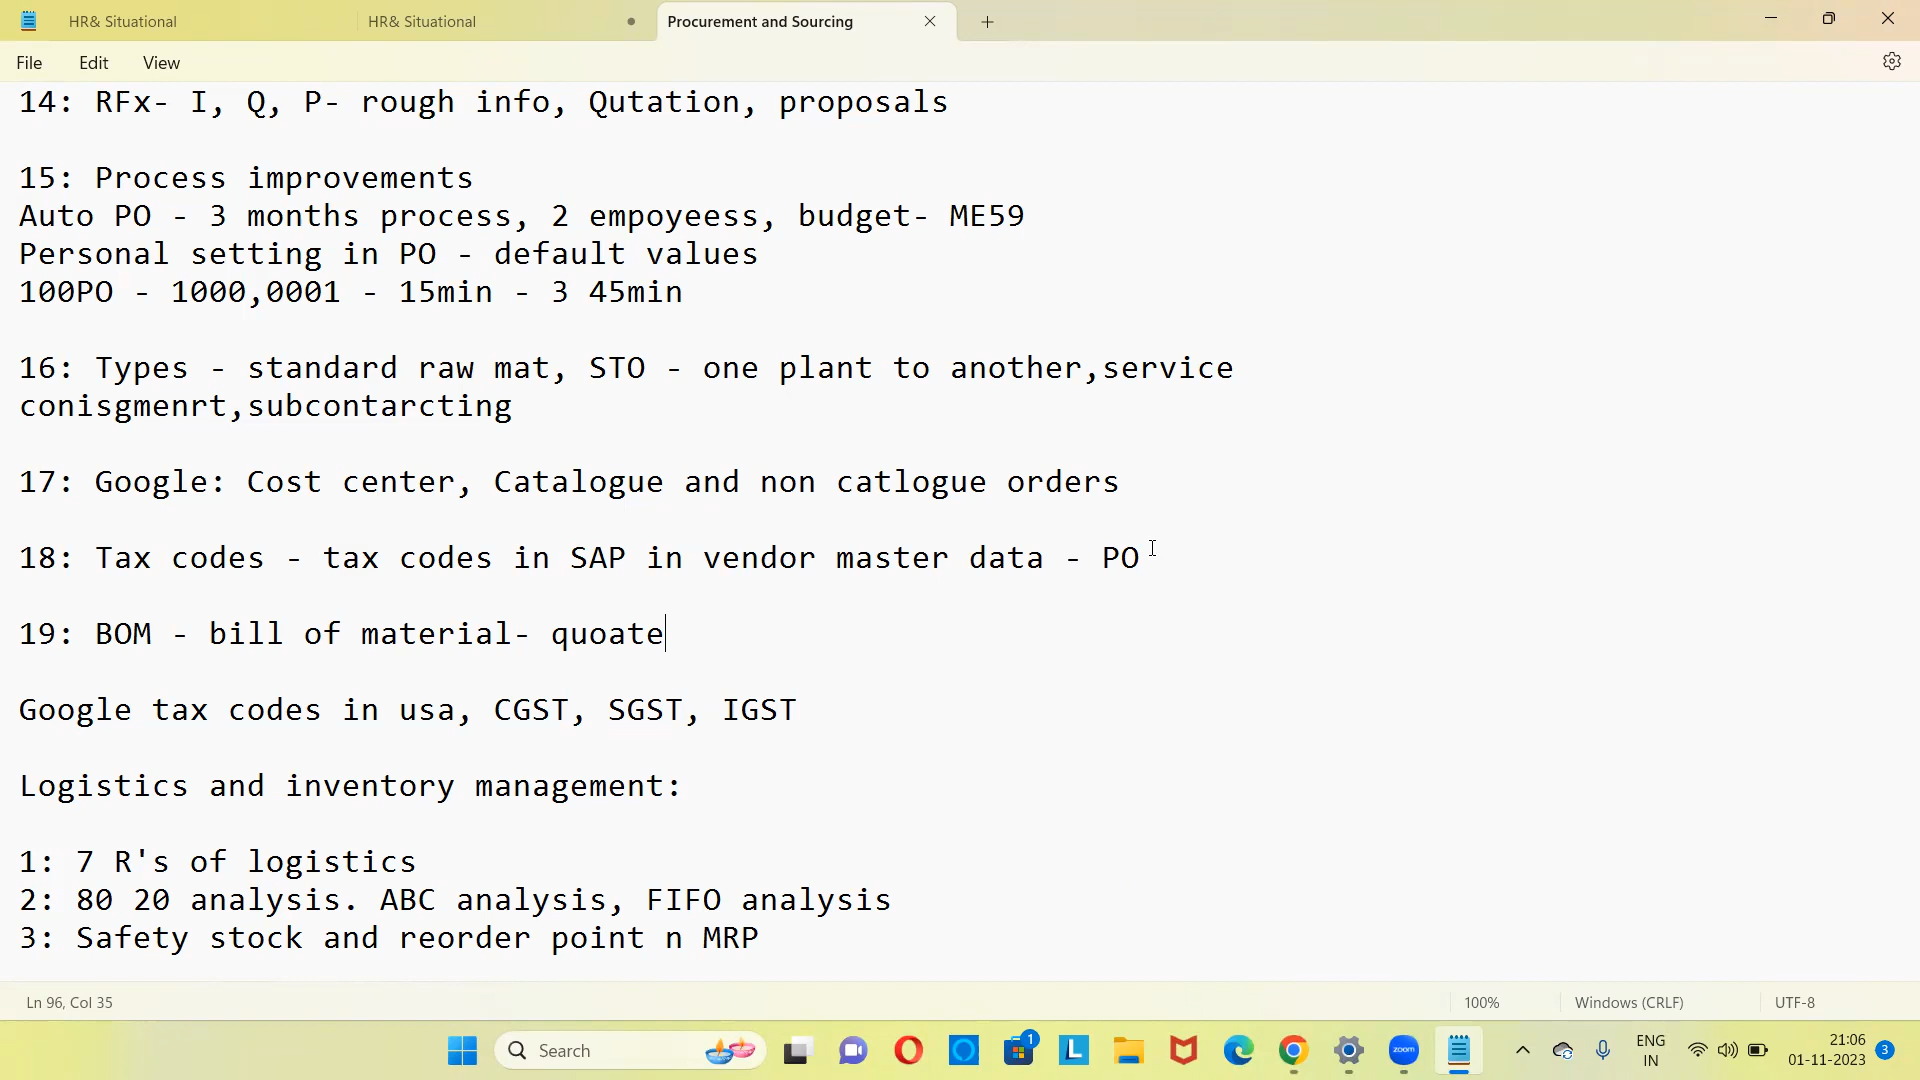 HR& Situational
HR& Situational
Procurement and Sourcing
File Edit View
14: RFx- I, Q, P- rough info, Qutation, proposals
15: Process improvements
Auto PO - 3 months process, 2 empoyeess, budget- ME59
Personal setting in PO - default values
100PO - 1000,0001 - 15min - 3 45min
16: Types - standard raw mat, STO - one plant to another,service
conisgmenrt,subcontarcting
17: Google: Cost center, Catalogue and non catlogue orders
18: Tax codes - tax codes in SAP in vendor master data - PO
19: BOM - bill of material- quoate
Google tax codes in usa, CGST, SGST, IGST
Logistics and inventory management:
1: 7 R's of logistics
2: 80 20 analysis. ABC analysis, FIFO analysis
3: Safety stock and reorder point n MRP
Ln 96, Col 35
100%
Windows (CRLF)
UTF-8
Search
1
L
zoom
ENG
IN
21:06
01-11-2023
3